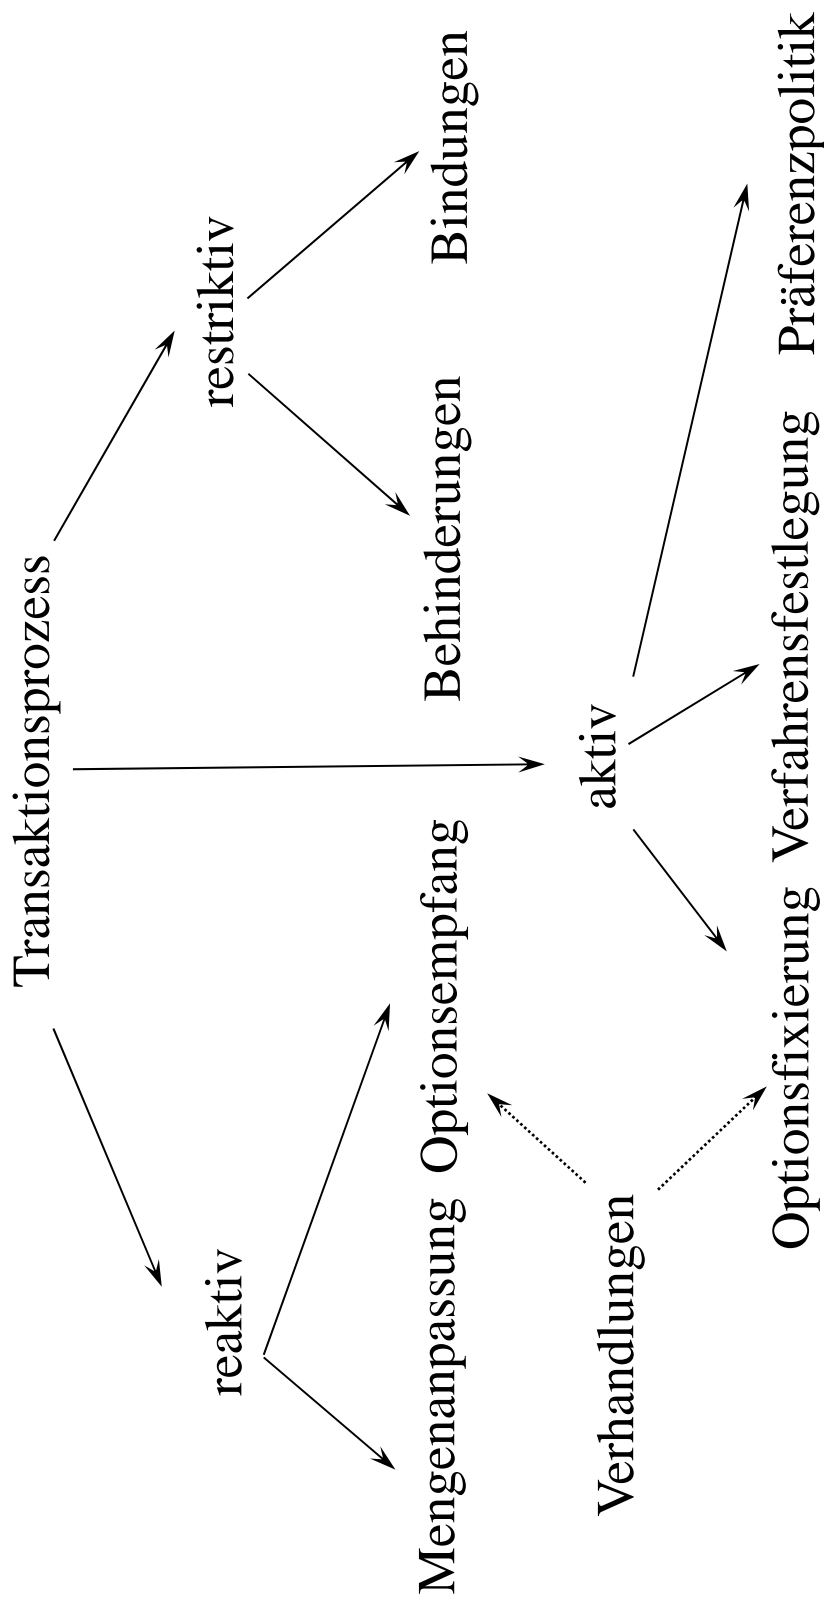 Transaktionsprozess
reaktiv
restriktiv
Mengenanpassung
Optionsempfang
Behinderungen
Bindungen
Verhandlungen
aktiv
Optionsfixierung
Verfahrensfestlegung
Präferenzpolitik